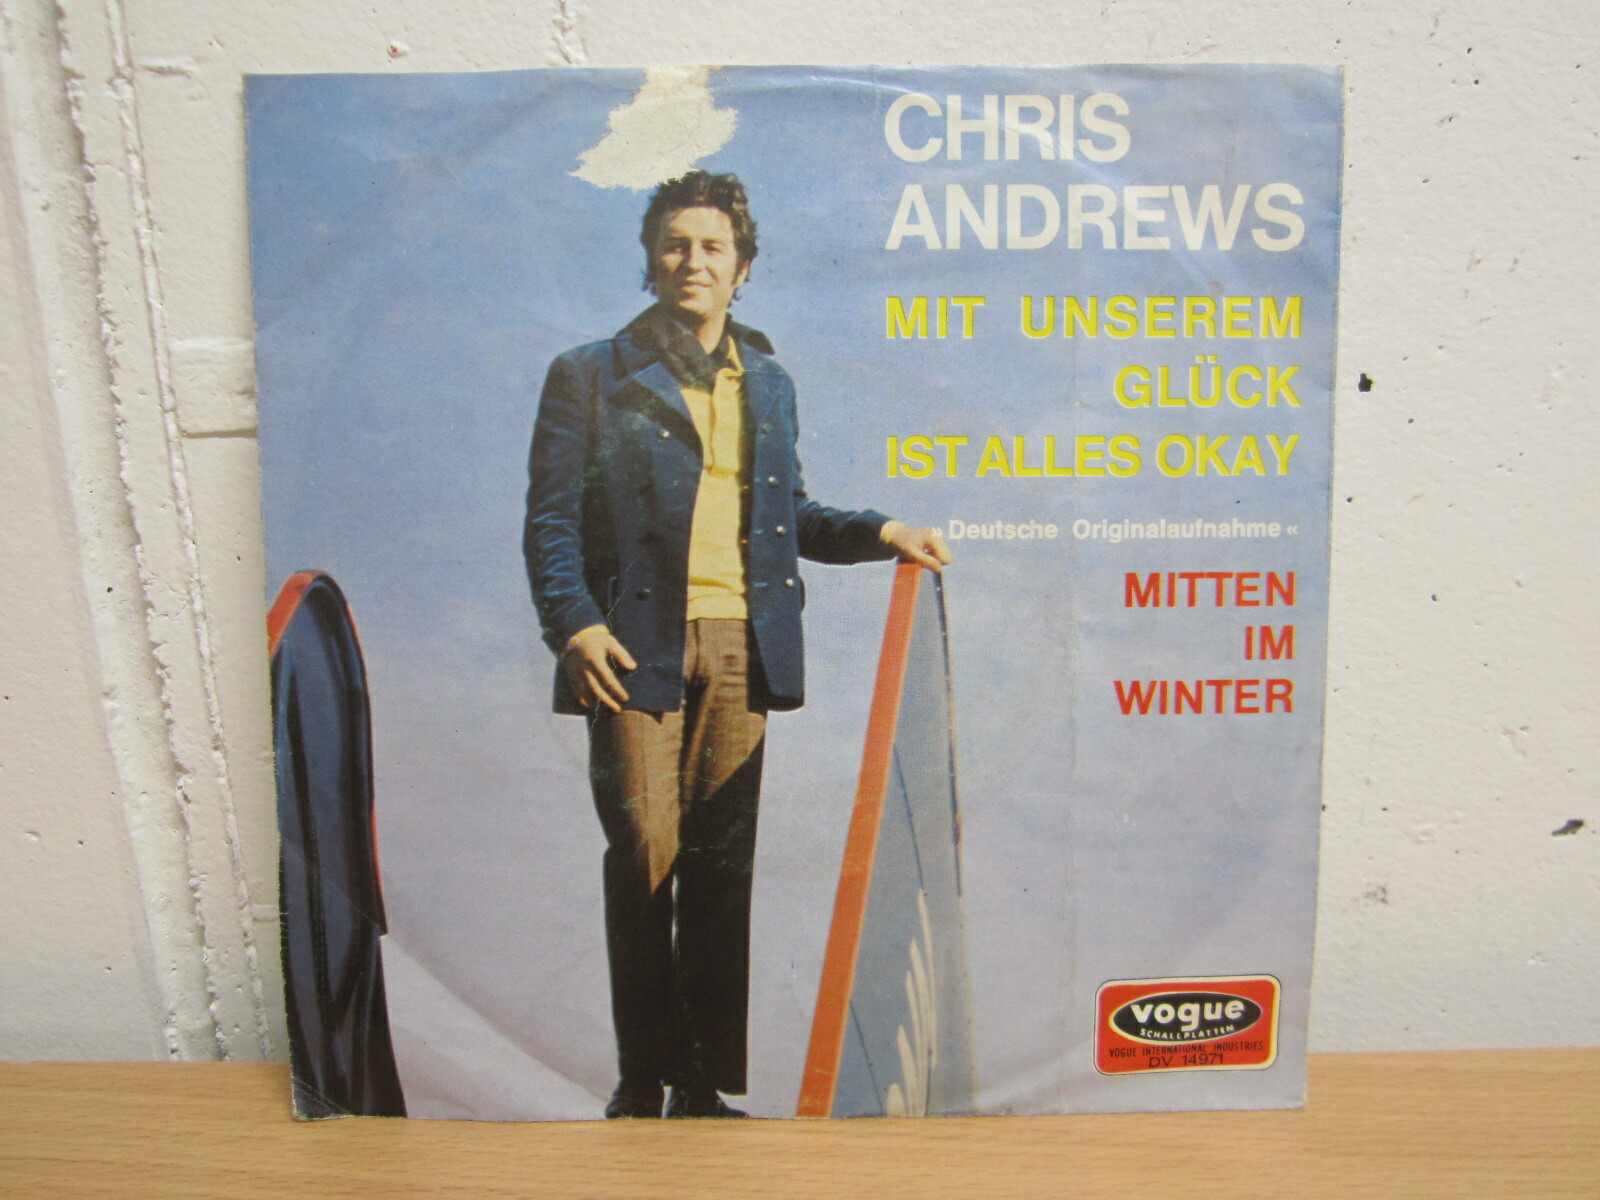 CHRIS
ANDREWS
MIT UNSEREM
GLÜCK
IST ALLES OKAY
»Deutsche Originalaufnahme«
MITTEN
IM
WINTER
vogue
SCHALLPLATTEN
VOGUE INTERNATIONAL INDUSTRIES
DV 14971